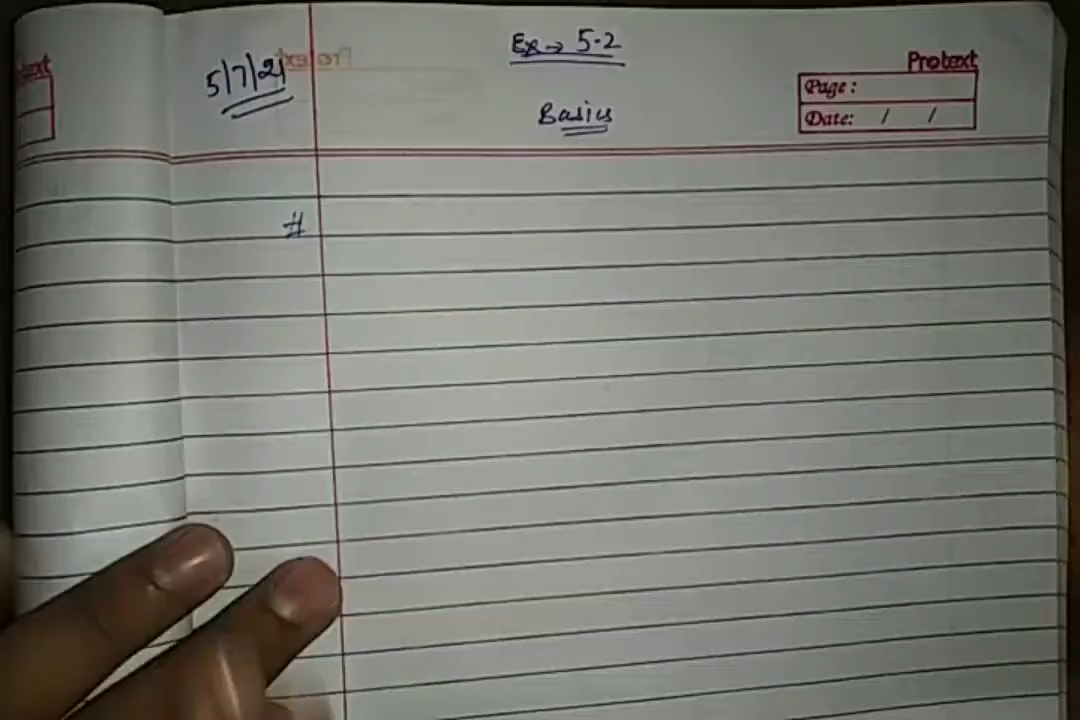 Ex → 5.2
5/7/21
Protext
Basics
Page :
Date: / /
#